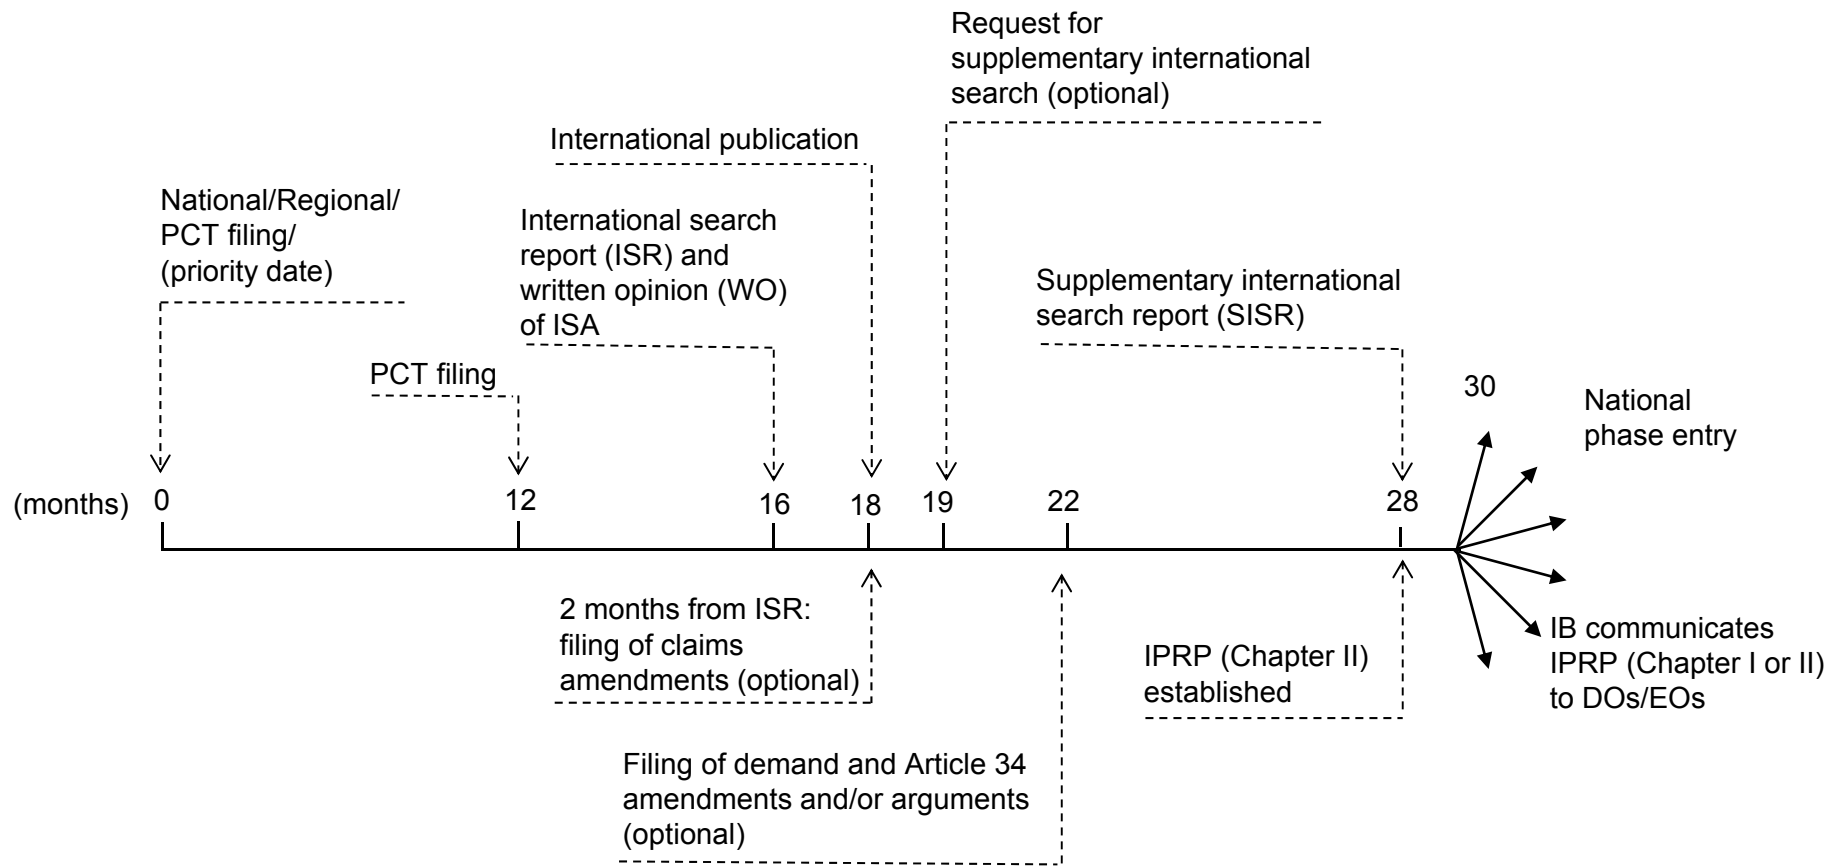 Request for
supplementary international
search (optional)
International publication
National/Regional/
PCT filing/
(priority date)
International search
report (ISR) and
written opinion (WO)
of ISA
Supplementary international
search report (SISR)
PCT filing
30
National
phase entry
(months)
0
12
16
18
19
22
28
2 months from ISR:
filing of claims
amendments (optional)
IPRP (Chapter II)
established
IB communicates
IPRP (Chapter I or II)
to DOs/EOs
Filing of demand and Article 34
amendments and/or arguments
(optional)